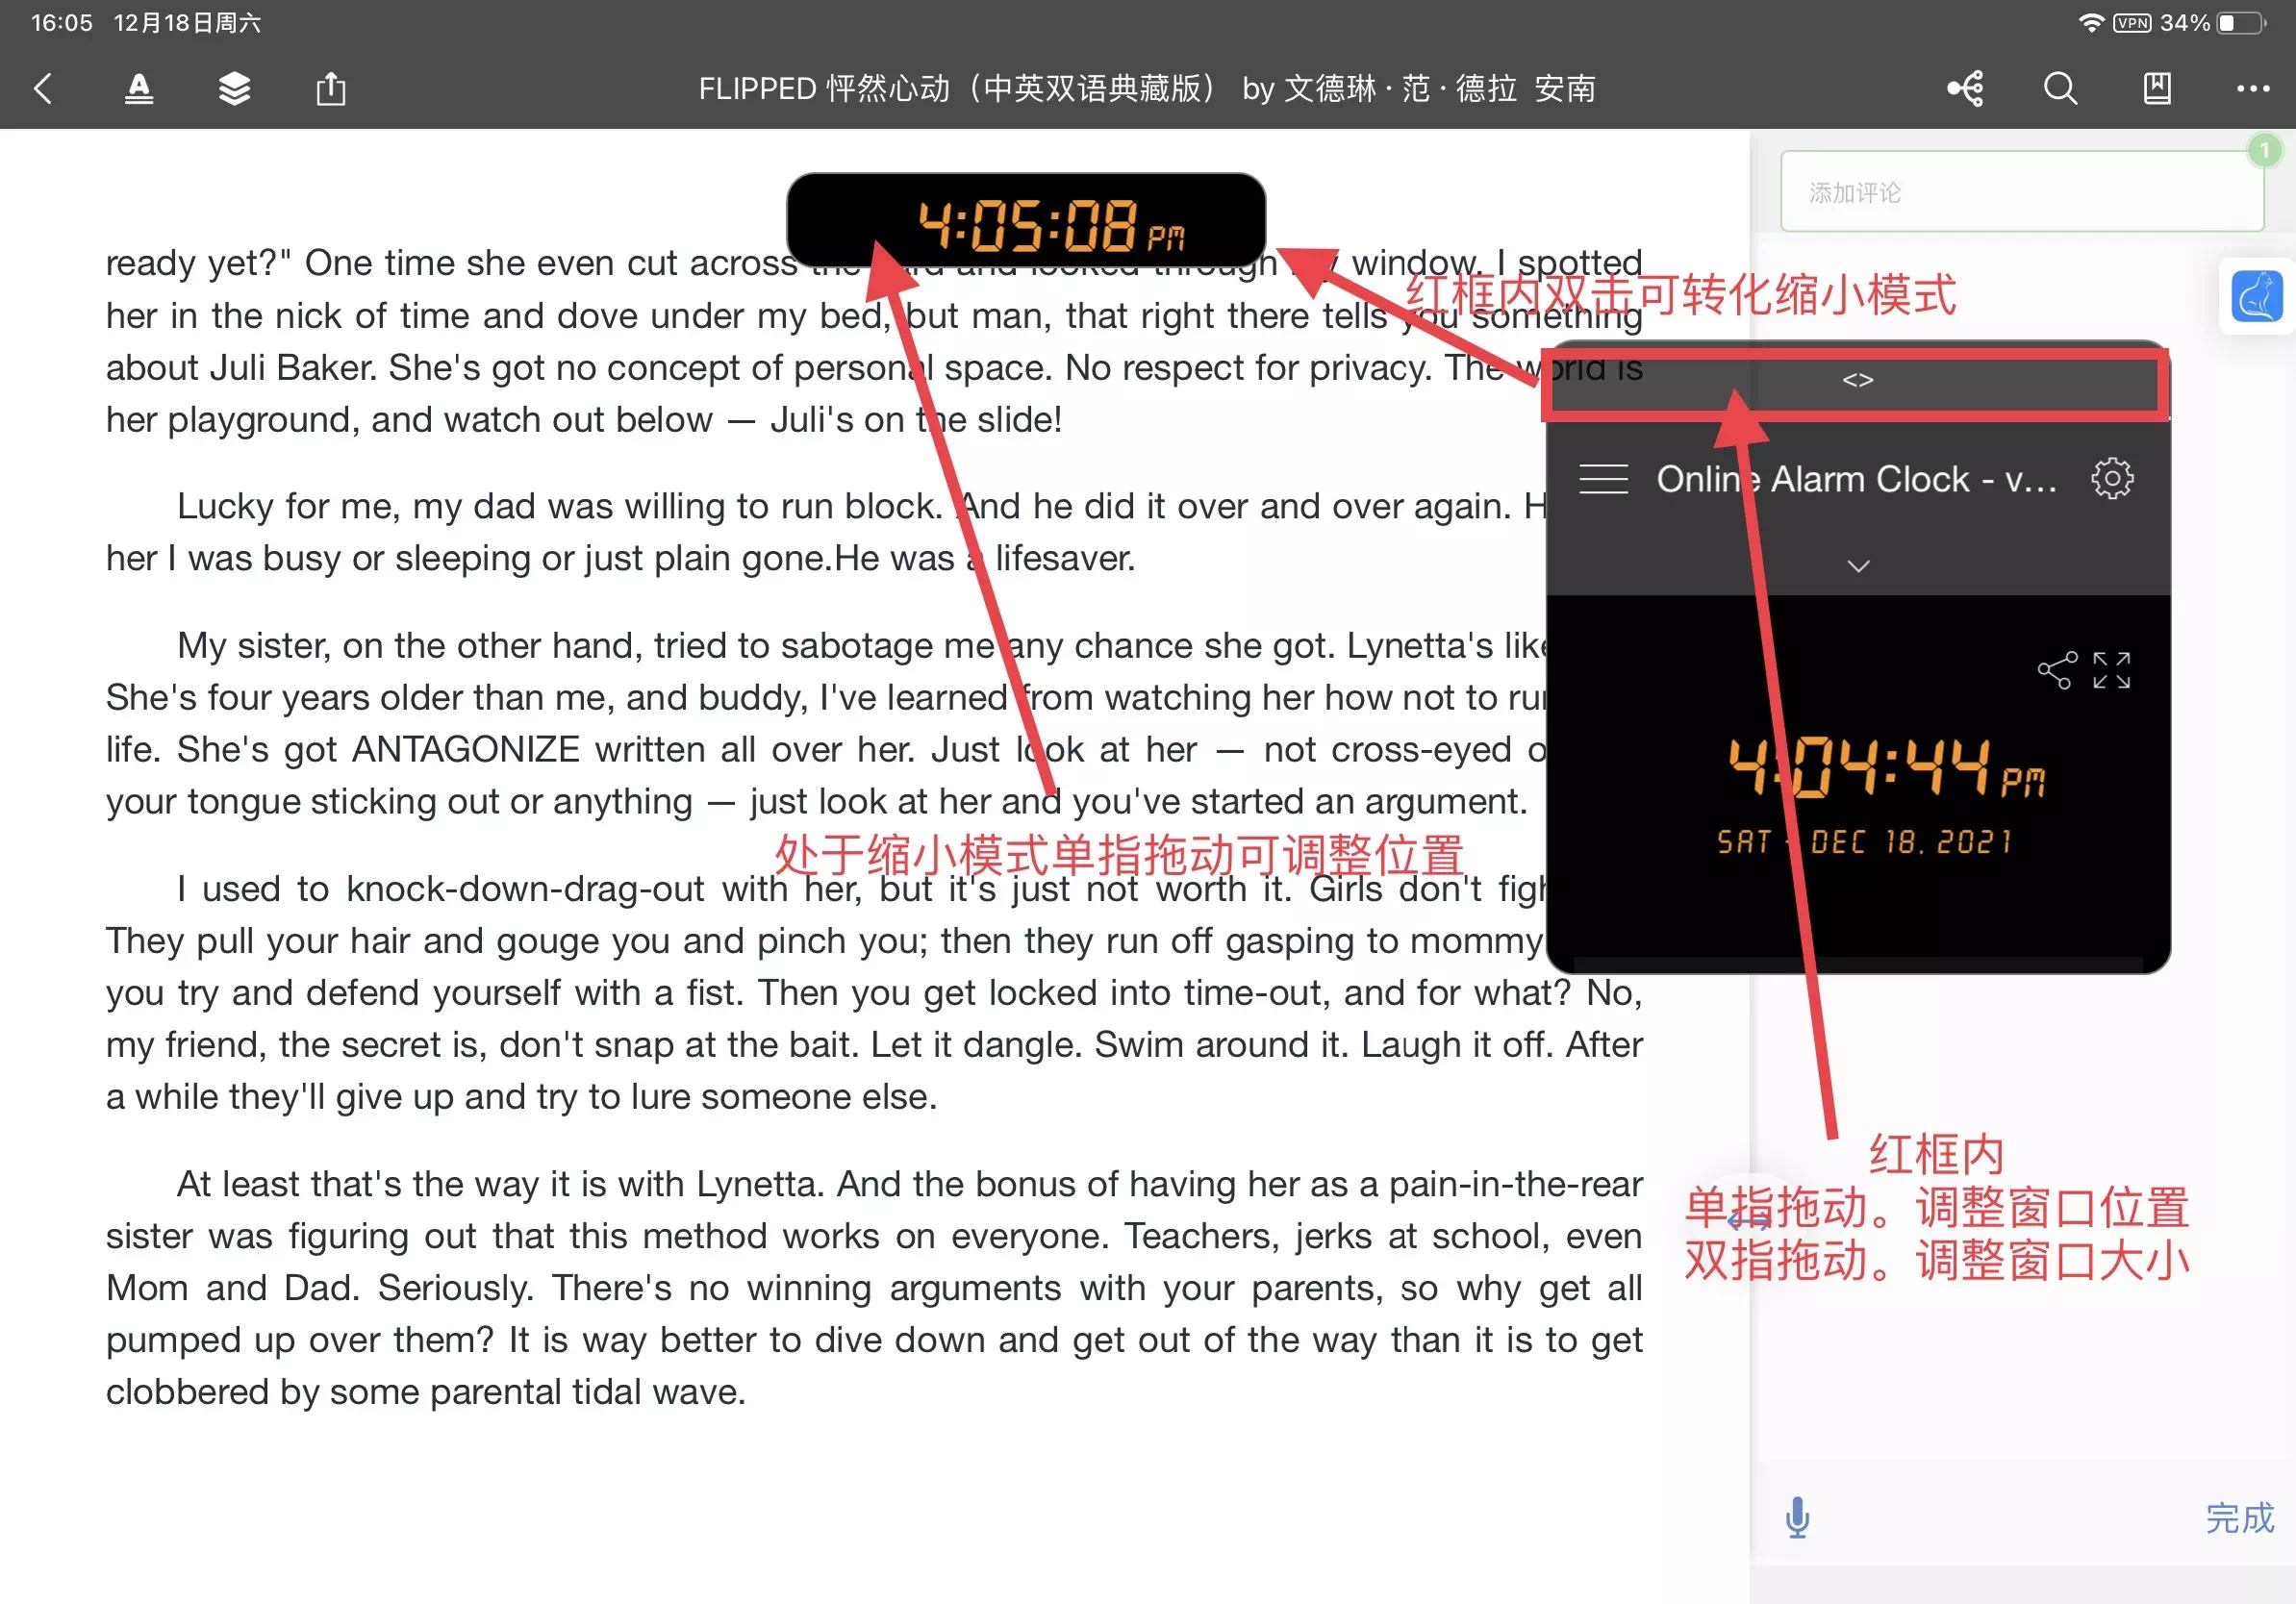 16:05 12月18日周六
VPN 34%
FLIPPED 怦然心动（中英双语典藏版） by 文德琳·范·德拉 安南
1
添加评论
4:05:08 PM
ready yet?" One time she even cut across window. I spotted
红框内双击可转化缩小模式
her in the nick of time and dove under my bed, but man, that right there tells you something
about Juli Baker. She's got no concept of personal space. No respect for privacy. The world is
<>
her playground, and watch out below — Juli's on the slide!
Online Alarm Clock - v...
Lucky for me, my dad was willing to run block. And he did it over and over again. H
her I was busy or sleeping or just plain gone.He was a lifesaver.
My sister, on the other hand, tried to sabotage me any chance she got. Lynetta's like
She's four years older than me, and buddy, I've learned from watching her how not to ru
life. She's got ANTAGONIZE written all over her. Just look at her — not cross-eyed o
your tongue sticking out or anything — just look at her and you've started an argument.
4:04:44 PM
SAT - DEC 18, 2021
处于缩小模式单指拖动可调整位置
I used to knock-down-drag-out with her, but it's just not worth it. Girls don't figh
They pull your hair and gouge you and pinch you; then they run off gasping to mommy
you try and defend yourself with a fist. Then you get locked into time-out, and for what? No,
my friend, the secret is, don't snap at the bait. Let it dangle. Swim around it. Laugh it off. After
a while they'll give up and try to lure someone else.
红框内
单指拖动。调整窗口位置
双指拖动。调整窗口大小
At least that's the way it is with Lynetta. And the bonus of having her as a pain-in-the-rear
sister was figuring out that this method works on everyone. Teachers, jerks at school, even
Mom and Dad. Seriously. There's no winning arguments with your parents, so why get all
pumped up over them? It is way better to dive down and get out of the way than it is to get
clobbered by some parental tidal wave.
完成